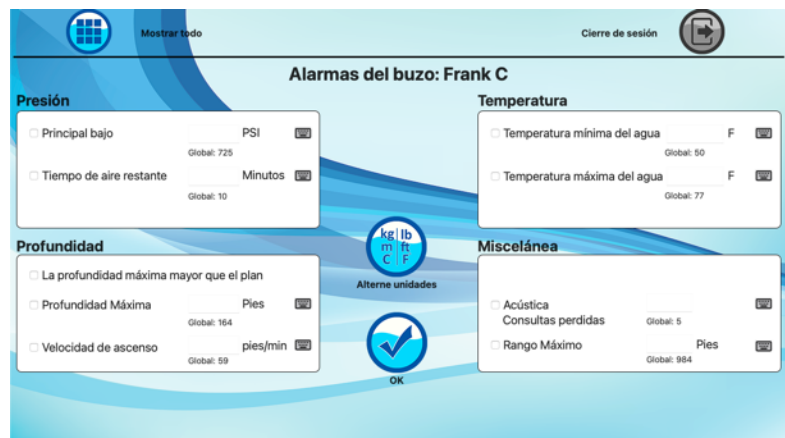 Mostrar todo
Cierre de sesión
Alarmas del buzo: Frank C
Presión
Principal bajo PSI
Global: 725
Tiempo de aire restante Minutos
Global: 10
Temperatura
Temperatura mínima del agua F
Global: 50
Temperatura máxima del agua F
Global: 77
kg lb
m ft
C F
Alterne unidades
Profundidad
La profundidad máxima mayor que el plan
Profundidad Máxima Pies
Global: 164
Velocidad de ascenso pies/min
Global: 59
Miscelánea
Acústica
Consultas perdidas Global: 5
Rango Máximo Pies
Global: 984
OK